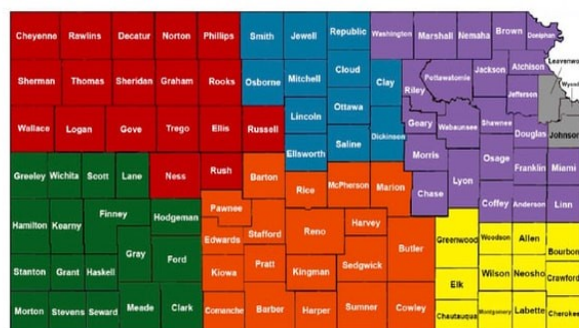 Cheyenne Rawlins Decatur Norton Phillips Smith Jewell Republic Washington Marshall Nemaha Brown Doniphan
Sherman Thomas Sheridan Graham Rooks Osborne Mitchell Cloud Clay Riley Pottawatomie Jackson Atchison Jefferson
Wallace Logan Gove Trego Ellis Russell Lincoln Ottawa Saline Dickinson Geary Wabaunsee Shawnee Douglas Johnson
Greeley Wichita Scott Lane Ness Rush Barton Ellsworth Rice McPherson Marion Morris Chase Lyon Osage Franklin Miami
Hamilton Kearny Finney Hodgeman Pawnee Edwards Stafford Reno Harvey Butler Greenwood Coffey Anderson Linn
Stanton Grant Haskell Gray Ford Kiowa Pratt Kingman Sedgwick Elk Woodson Allen Bourbon
Wilson Neosho Crawford
Morton Stevens Seward Meade Clark Comanche Barber Harper Sumner Cowley Chautauqua Montgomery Labette Cherokee